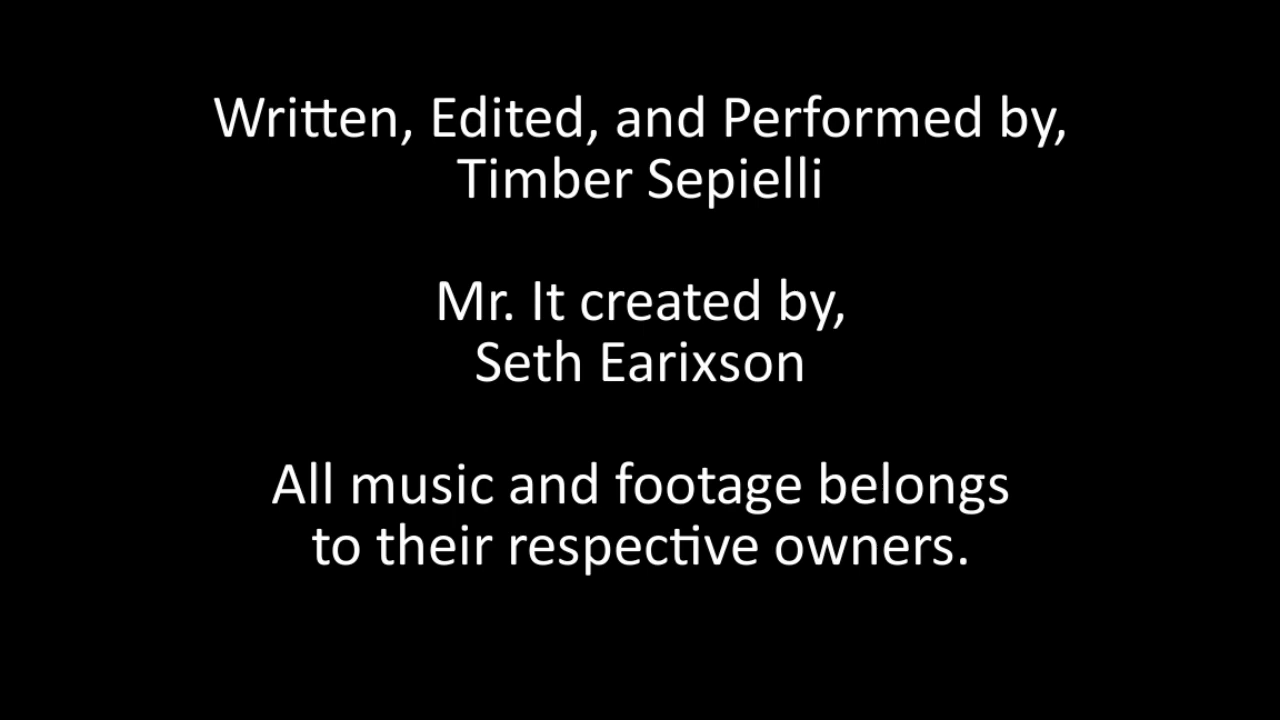 Written, Edited, and Performed by,
Timber Sepielli
Mr. It created by,
Seth Earixson
All music and footage belongs
to their respective owners.